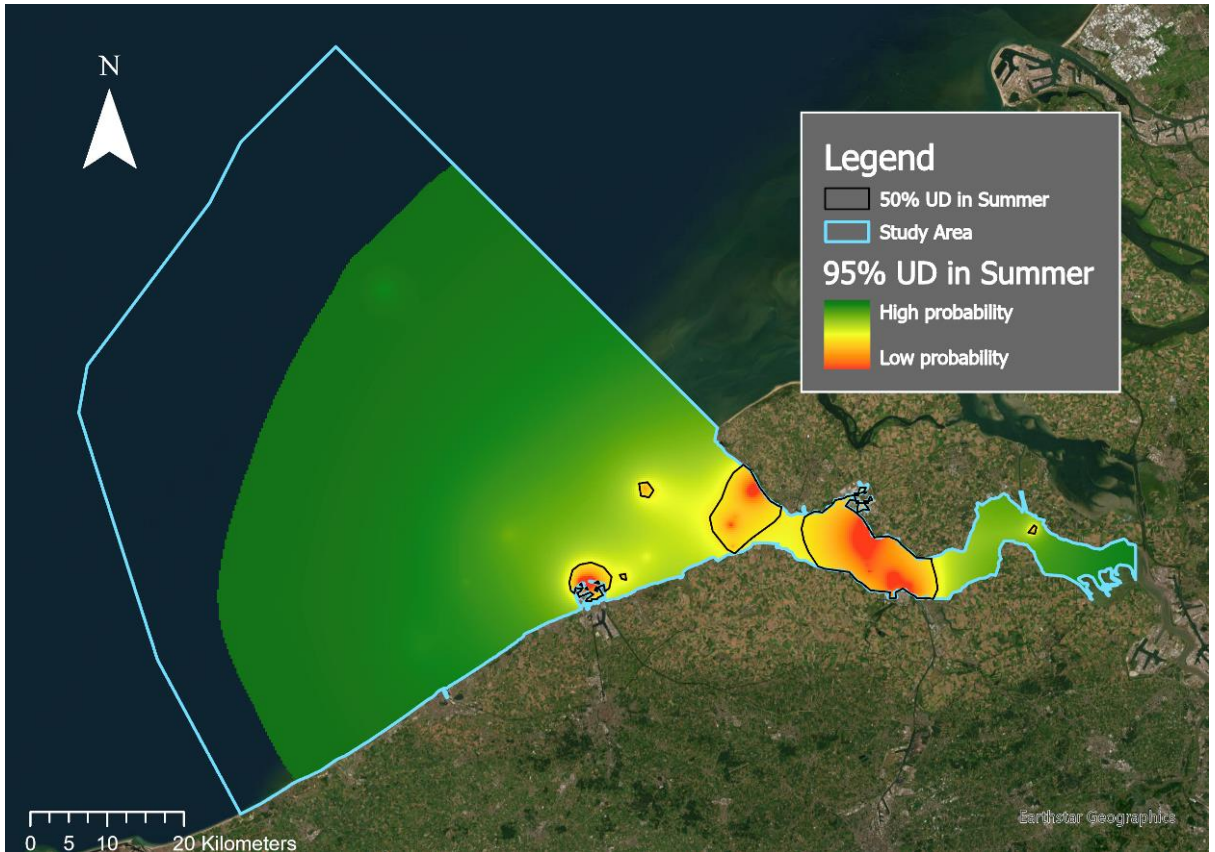 N
Legend
50% UD in Summer
Study Area
95% UD in Summer
High probability
Low probability
0 5 10 20 Kilometers
Earthstar Geographics